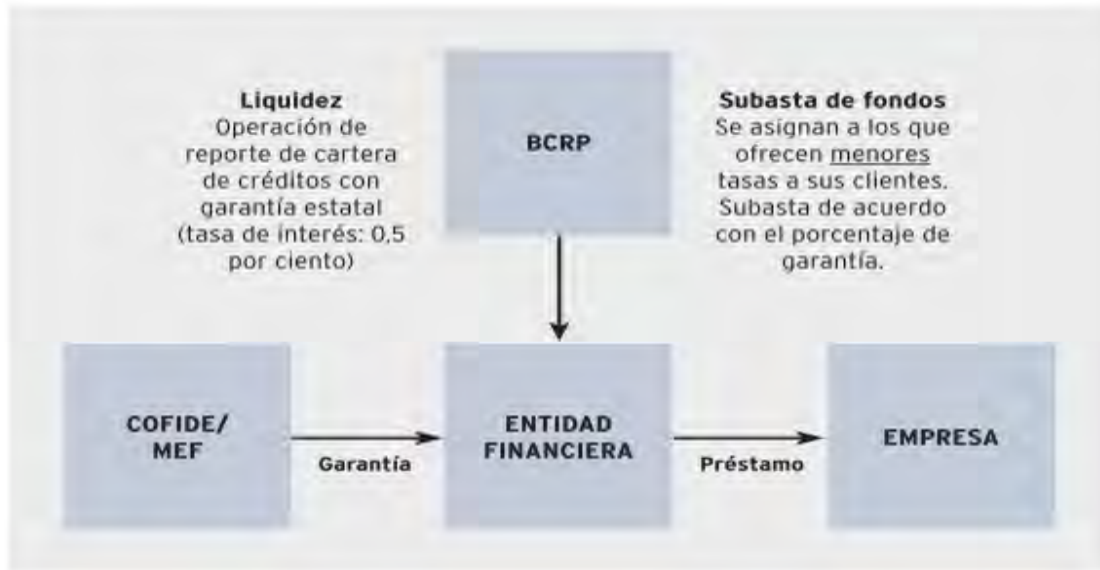 Liquidez
Operación de
reporte de cartera
de créditos con
garantía estatal
(tasa de interés: 0,5
por ciento)
BCRP
Subasta de fondos
Se asignan a los que
ofrecen menores
tasas a sus clientes.
Subasta de acuerdo
con el porcentaje de
garantía.
COFIDE/
MEF
Garantía
ENTIDAD
FINANCIERA
Préstamo
EMPRESA